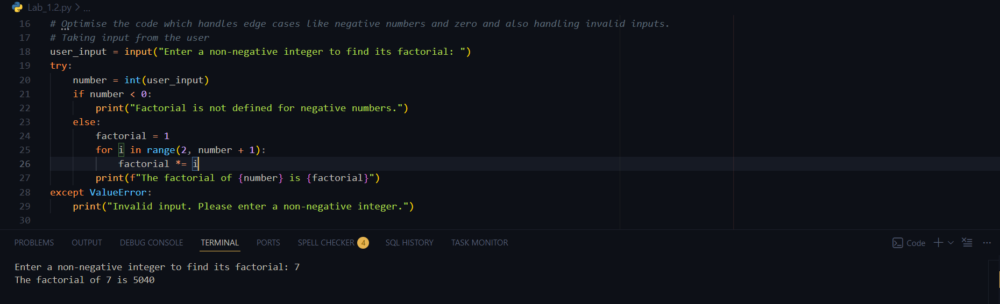 Lab_1.2.py > ...
16 # Optimise the code which handles edge cases like negative numbers and zero and also handling invalid inputs.
17 # Taking input from the user
18 user_input = input("Enter a non-negative integer to find its factorial: ")
19 try:
20     number = int(user_input)
21     if number < 0:
22         print("Factorial is not defined for negative numbers.")
23     else:
24         factorial = 1
25         for i in range(2, number + 1):
26             factorial *= i
27         print(f"The factorial of {number} is {factorial}")
28 except ValueError:
29     print("Invalid input. Please enter a non-negative integer.")
30
PROBLEMS OUTPUT DEBUG CONSOLE TERMINAL PORTS SPELL CHECKER 4 SQL HISTORY TASK MONITOR Code
Enter a non-negative integer to find its factorial: 7
The factorial of 7 is 5040